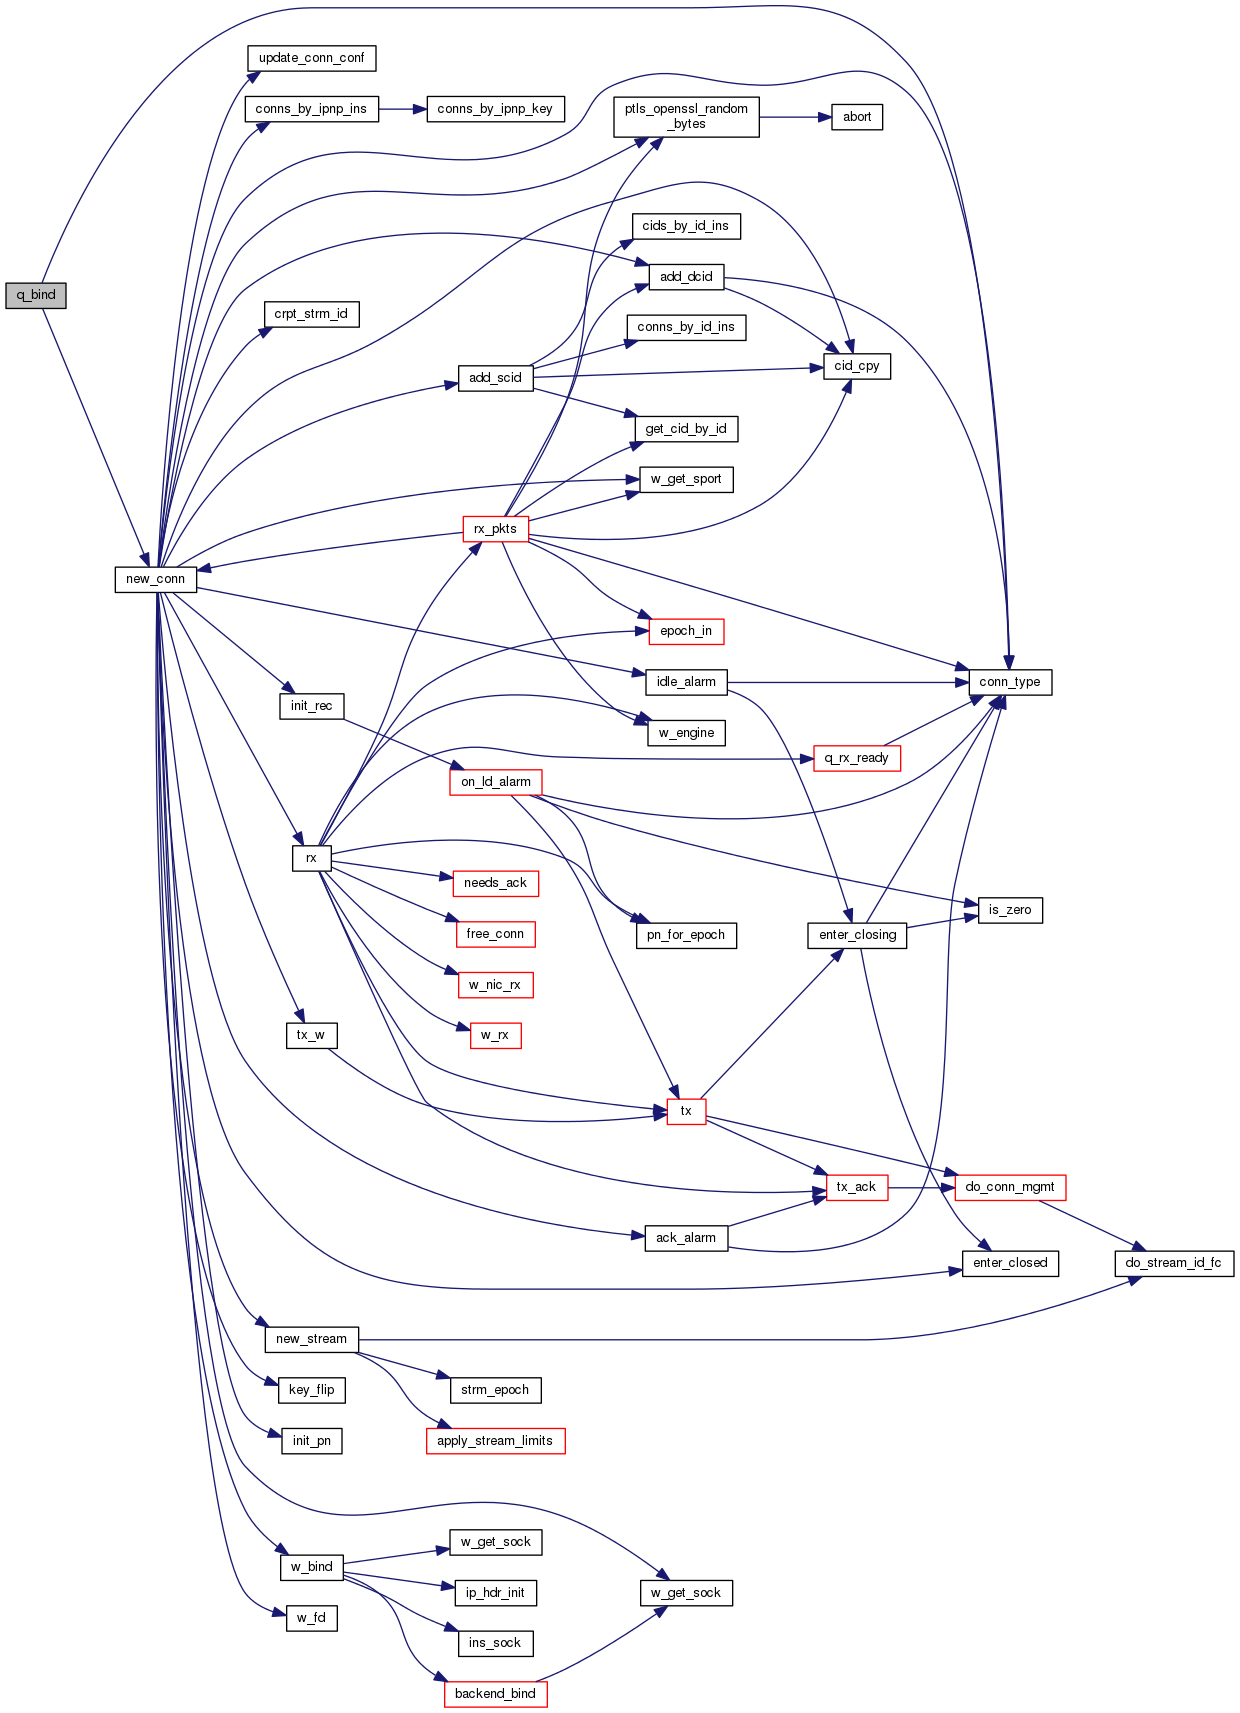 update_conn_conf
conns_by_ipnp_ins
conns_by_ipnp_key
ptls_openssl_random
_bytes
abort
cids_by_id_ins
add_dcid
q_bind
crpt_strm_id
conns_by_id_ins
cid_cpy
add_scid
get_cid_by_id
w_get_sport
rx_pkts
new_conn
epoch_in
idle_alarm
conn_type
init_rec
w_engine
q_rx_ready
on_ld_alarm
rx
needs_ack
is_zero
free_conn
pn_for_epoch
enter_closing
w_nic_rx
tx_w
w_rx
tx
tx_ack
do_conn_mgmt
ack_alarm
enter_closed
do_stream_id_fc
new_stream
key_flip
strm_epoch
init_pn
apply_stream_limits
w_get_sock
w_bind
ip_hdr_init
w_get_sock
w_fd
ins_sock
backend_bind